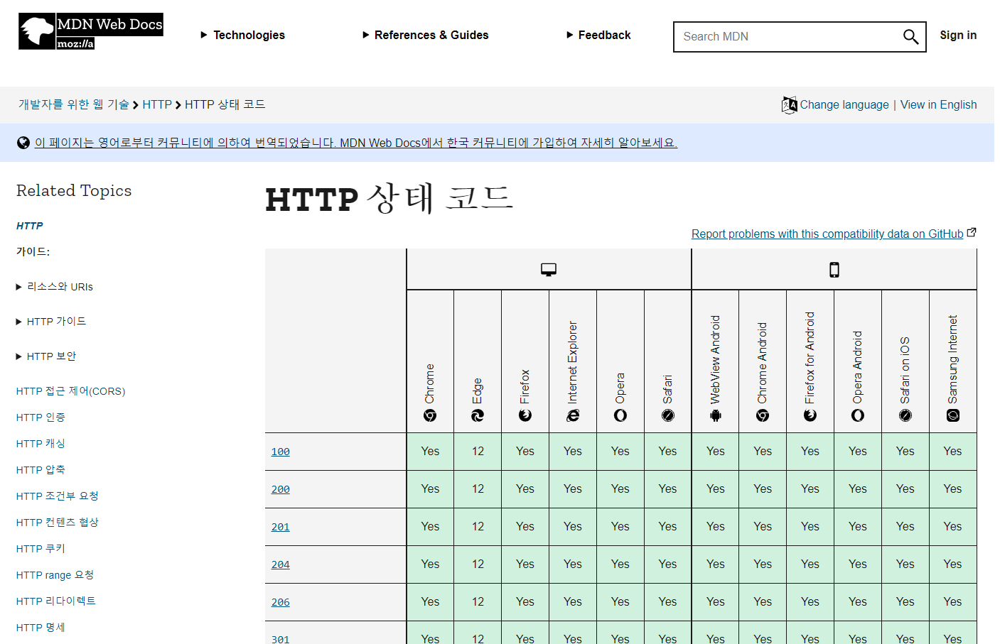 MDN Web Docs
moz://a
Technologies
References & Guides
Feedback
Search MDN
Sign in
개발자를 위한 웹 기술 HTTP HTTP 상태 코드
Change language | View in English
이 페이지는 영어로부터 커뮤니티에 의하여 번역되었습니다. MDN Web Docs에서 한국 커뮤니티에 가입하여 자세히 알아보세요.
Related Topics
HTTP
가이드:
리소스와 URIs
HTTP 가이드
HTTP 보안
HTTP 접근 제어(CORS)
HTTP 인증
HTTP 캐싱
HTTP 압축
HTTP 조건부 요청
HTTP 컨텐츠 협상
HTTP 쿠키
HTTP range 요청
HTTP 리다이렉트
HTTP 명세
HTTP 상태 코드
Report problems with this compatibility data on GitHub
Chrome
Edge
Firefox
Internet Explorer
Opera
Safari
WebView Android
Chrome Android
Firefox for Android
Opera Android
Safari on iOS
Samsung Internet
100 Yes 12 Yes Yes Yes Yes Yes Yes Yes Yes Yes Yes
200 Yes 12 Yes Yes Yes Yes Yes Yes Yes Yes Yes Yes
201 Yes 12 Yes Yes Yes Yes Yes Yes Yes Yes Yes Yes
204 Yes 12 Yes Yes Yes Yes Yes Yes Yes Yes Yes Yes
206 Yes 12 Yes Yes Yes Yes Yes Yes Yes Yes Yes Yes
301 Yes 12 Yes Yes Yes Yes Yes Yes Yes Yes Yes Yes